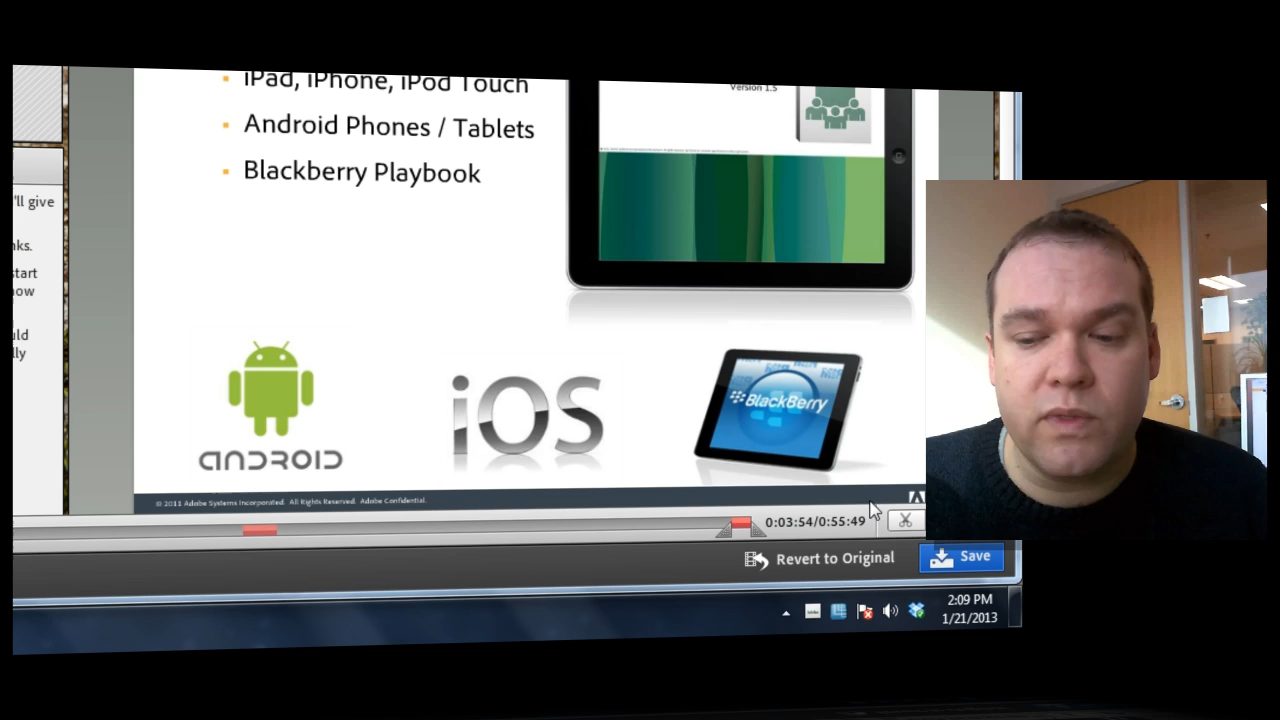 iPad, iPhone, iPod Touch
Android Phones / Tablets
Blackberry Playbook
Version 1.5
'll give
nks.
start
now
uld
lly
ANDROID
iOS
BlackBerry
© 2011 Adobe Systems Incorporated. All Rights Reserved. Adobe Confidential.
0:03:54/0:55:49
Revert to Original
Save
2:09 PM
1/21/2013